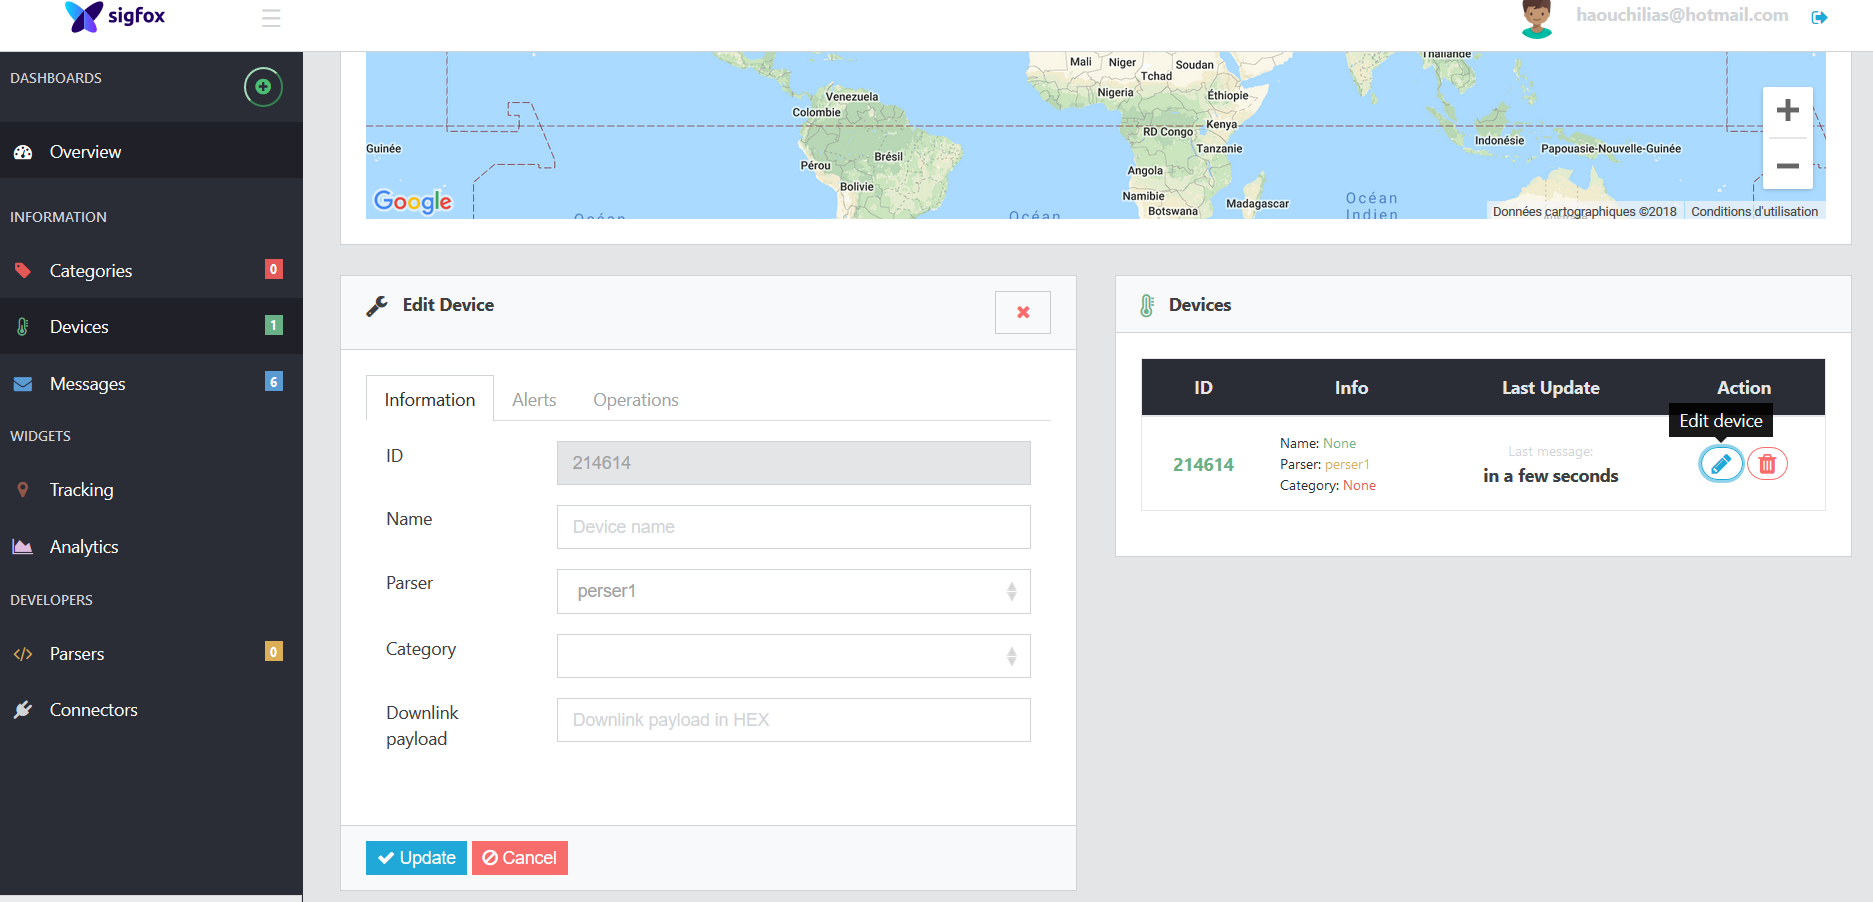 sigfox
haouchilias@hotmail.com
DASHBOARDS
Overview
INFORMATION
Categories 0
Devices 1
Messages 6
WIDGETS
Tracking
Analytics
DEVELOPERS
Parsers 0
Connectors
Thaïlande
Mali Niger Soudan
Tchad
Venezuela
Nigeria Éthiopie
Colombie
Kenya
RD Congo
Guinée
Brésil
Tanzanie
Indonésie
Papouasie-Nouvelle-Guinée
Pérou
Angola
Bolivie
Namibie
Botswana
Madagascar
Océan
Indien
Océan
Océan
Google
Données cartographiques ©2018
Conditions d'utilisation
Edit Device
Information Alerts Operations
ID 214614
Name Device name
Parser perser1
Category
Downlink
payload
Downlink payload in HEX
Update Cancel
Devices
ID Info Last Update Action
Edit device
214614
Name: None
Parser: perser1
Category: None
Last message:
in a few seconds